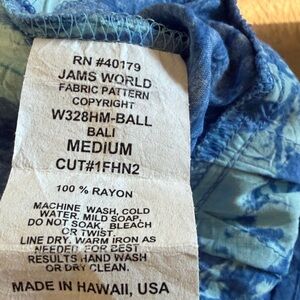 RN #40179
JAMS WORLD
FABRIC PATTERN
COPYRIGHT
W328HM-BALL
BALI
MEDIUM
CUT#1FHN2
100 % RAYON
MACHINE WASH, COLD
WATER. MILD SOAP,
DO NOT SOAK, BLEACH
OR TWIST.
LINE DRY. WARM IRON AS
NEEDED. FOR BEST
RESULTS HAND WASH
OR DRY CLEAN.
MADE IN HAWAII, USA